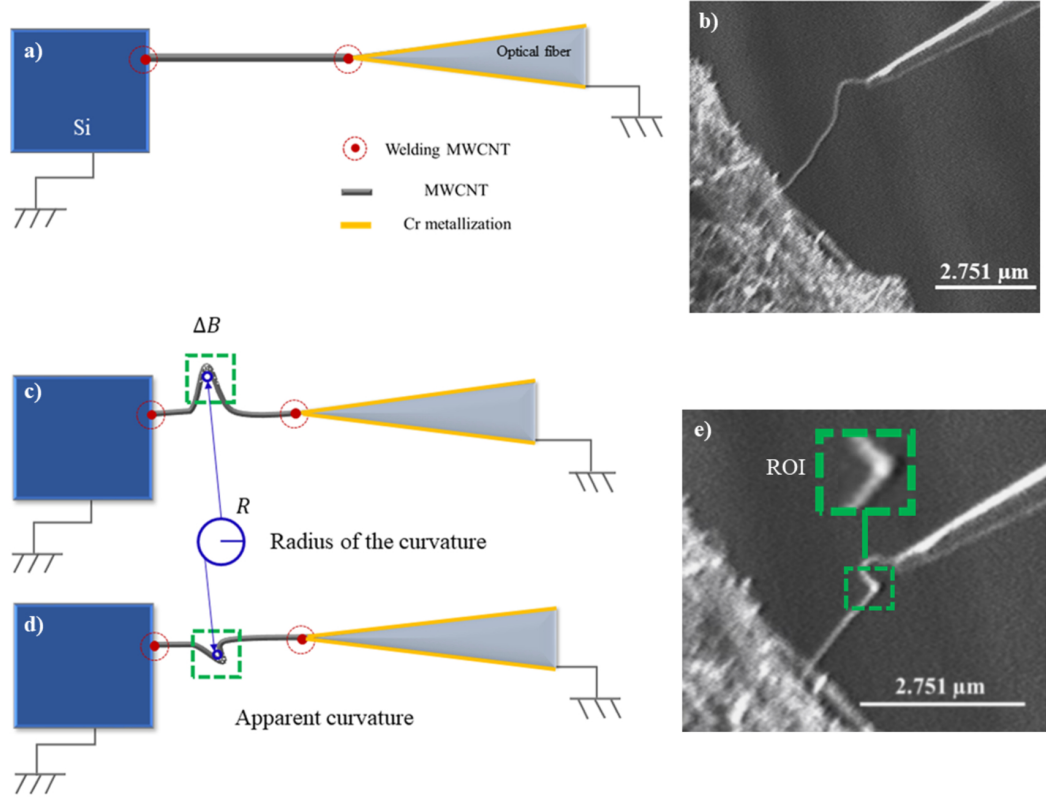 a)
Optical fiber
Si
Welding MWCNT
MWCNT
Cr metallization
b)
2.751 µm
ΔB
c)
R
Radius of the curvature
d)
Apparent curvature
e)
ROI
2.751 µm